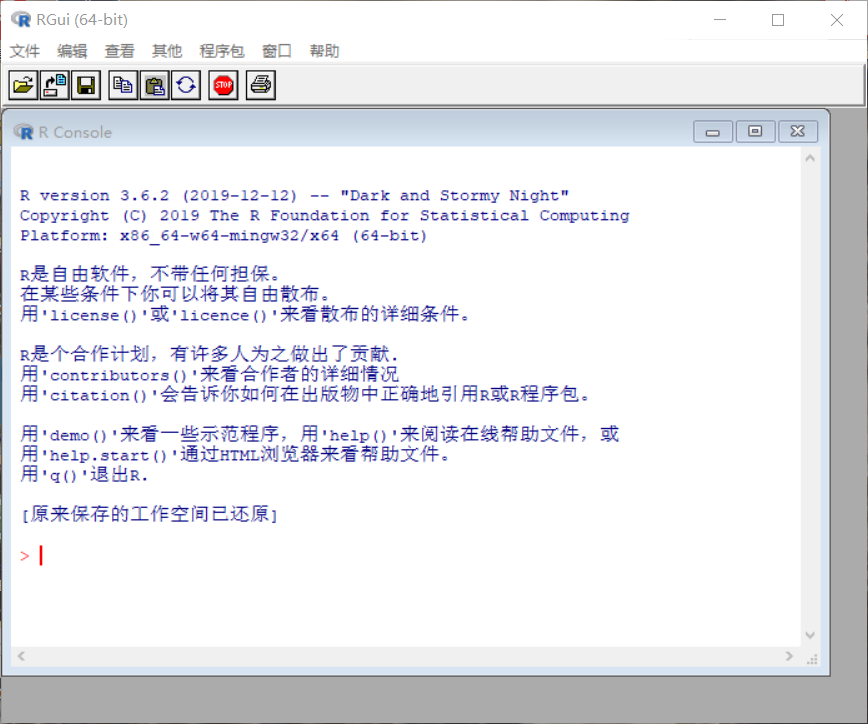 RGui (64-bit)
文件 编辑 查看 其他 程序包 窗口 帮助
STOP
R Console
R version 3.6.2 (2019-12-12) -- "Dark and Stormy Night"
Copyright (C) 2019 The R Foundation for Statistical Computing
Platform: x86_64-w64-mingw32/x64 (64-bit)
R是自由软件，不带任何担保。
在某些条件下你可以将其自由散布。
用'license()'或'licence()'来看散布的详细条件。
R是个合作计划，有许多人为之做出了贡献.
用'contributors()'来看合作者的详细情况
用'citation()'会告诉你如何在出版物中正确地引用R或R程序包。
用'demo()'来看一些示范程序，用'help()'来阅读在线帮助文件，或
用'help.start()'通过HTML浏览器来看帮助文件。
用'q()'退出R.
[原来保存的工作空间已还原]
>